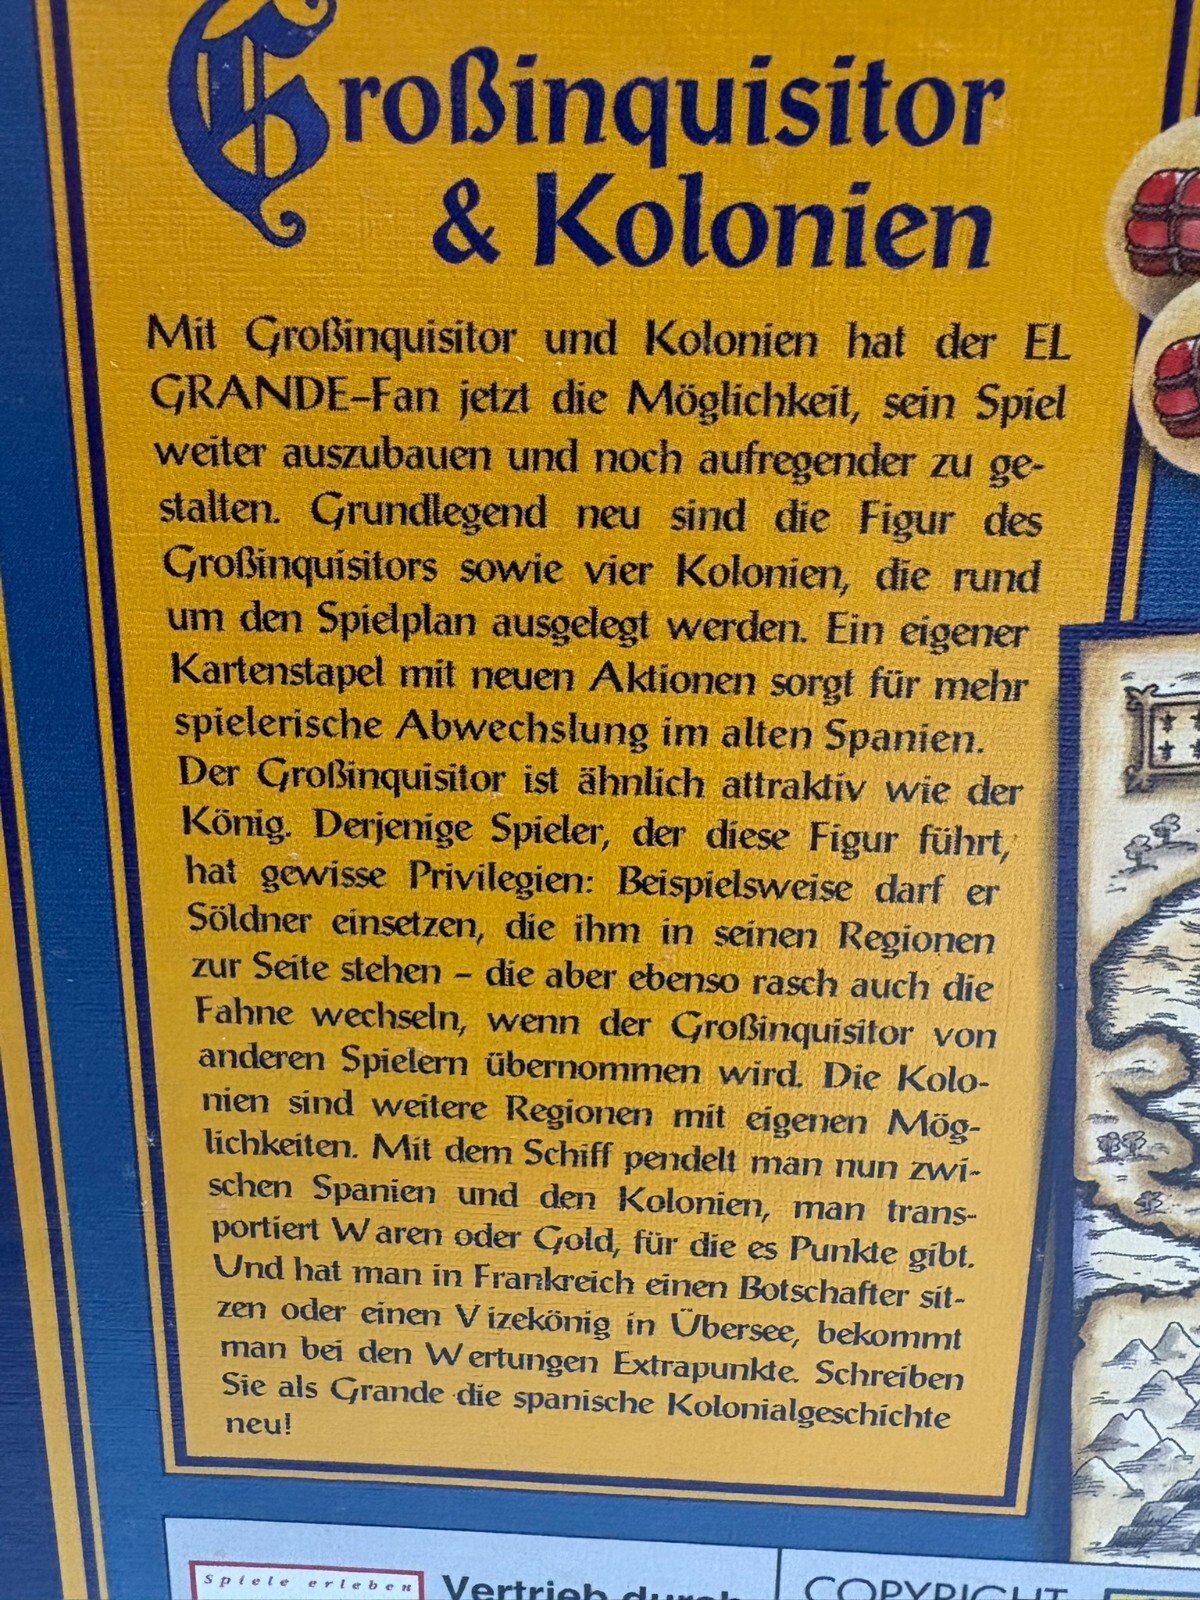 Großinquisitor
& Kolonien
Mit Großinquisitor und Kolonien hat der EL
GRANDE-Fan jetzt die Möglichkeit, sein Spiel
weiter auszubauen und noch aufregender zu ge-
stalten. Grundlegend neu sind die Figur des
Großinquisitors sowie vier Kolonien, die rund
um den Spielplan ausgelegt werden. Ein eigener
Kartenstapel mit neuen Aktionen sorgt für mehr
spielerische Abwechslung im alten Spanien.
Der Großinquisitor ist ähnlich attraktiv wie der
König. Derjenige Spieler, der diese Figur führt,
hat gewisse Privilegien: Beispielsweise darf er
Söldner einsetzen, die ihm in seinen Regionen
zur Seite stehen – die aber ebenso rasch auch die
Fahne wechseln, wenn der Großinquisitor von
anderen Spielern übernommen wird. Die Kolo-
nien sind weitere Regionen mit eigenen Mög-
lichkeiten. Mit dem Schiff pendelt man nun zwi-
schen Spanien und den Kolonien, man trans-
portiert Waren oder Gold, für die es Punkte gibt.
Und hat man in Frankreich einen Botschafter sit-
zen oder einen Vizekönig in Übersee, bekommt
man bei den Wertungen Extrapunkte. Schreiben
Sie als Grande die spanische Kolonialgeschichte
neu!
Spiele erleben
Vertrieb durch
COPYRIGHT